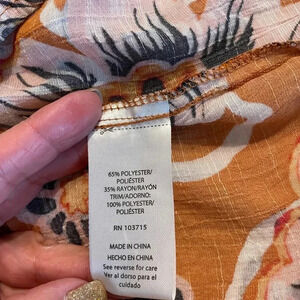 65% POLYESTER/
POLIÉSTER
35% RAYON/RAYÓN
TRIM/ADORNO:
100% POLYESTER/
POLIÉSTER
RN 103715
MADE IN CHINA
HECHO EN CHINA
See reverse for care
Ver al dorso para el
cuidado